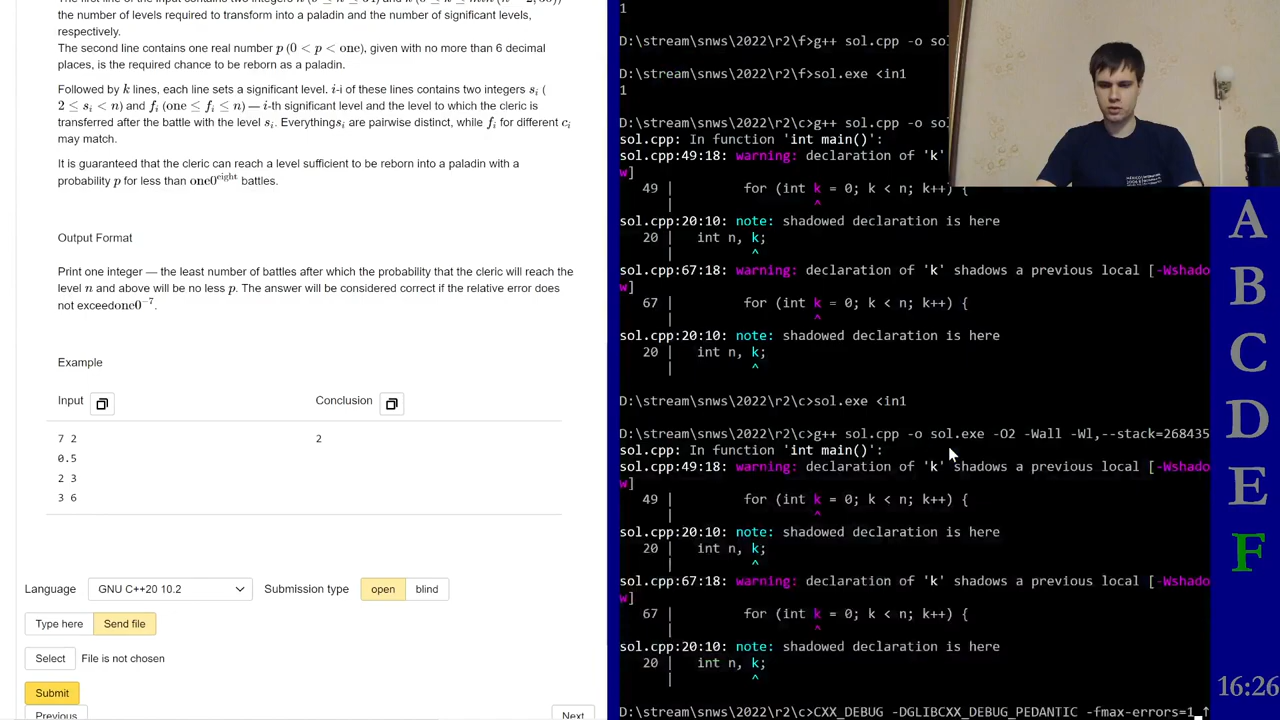 the number of levels required to transform into a paladin and the number of significant levels,
respectively.
The second line contains one real number p (0 < p < one), given with no more than 6 decimal
places, is the required chance to be reborn as a paladin.
Followed by k lines, each line sets a significant level. i-i of these lines contains two integers s_i (
2 ≤ s_i < n) and f_i (one ≤ f_i ≤ n) — i-th significant level and the level to which the cleric is
transferred after the battle with the level s_i. Everything s_i are pairwise distinct, while f_i for different c_i
may match.
It is guaranteed that the cleric can reach a level sufficient to be reborn into a paladin with a
probability p for less than one0^eight battles.
Output Format
Print one integer — the least number of battles after which the probability that the cleric will reach the
level n and above will be no less p. The answer will be considered correct if the relative error does
not exceedone0^−7.
Example
Input
Conclusion
7 2
2
0.5
2 3
3 6
Language
GNU C++20 10.2
Submission type
open
blind
Type here
Send file
Select
File is not chosen
Submit
Previous
Next
1
D:\stream\snws\2022\r2\f>g++ sol.cpp -o sol
D:\stream\snws\2022\r2\f>sol.exe <in1
1
D:\stream\snws\2022\r2\c>g++ sol.cpp -o so
sol.cpp: In function 'int main()':
sol.cpp:49:18: warning: declaration of 'k'
w]
49 | for (int k = 0; k < n; k++) {
| ^
sol.cpp:20:10: note: shadowed declaration is here
20 | int n, k;
| ^
sol.cpp:67:18: warning: declaration of 'k' shadows a previous local [-Wshado
w]
67 | for (int k = 0; k < n; k++) {
| ^
sol.cpp:20:10: note: shadowed declaration is here
20 | int n, k;
| ^
D:\stream\snws\2022\r2\c>sol.exe <in1
D:\stream\snws\2022\r2\c>g++ sol.cpp -o sol.exe -O2 -Wall -Wl,--stack=268435
sol.cpp: In function 'int main()':
sol.cpp:49:18: warning: declaration of 'k' shadows a previous local [-Wshado
w]
49 | for (int k = 0; k < n; k++) {
| ^
sol.cpp:20:10: note: shadowed declaration is here
20 | int n, k;
| ^
sol.cpp:67:18: warning: declaration of 'k' shadows a previous local [-Wshado
w]
67 | for (int k = 0; k < n; k++) {
| ^
sol.cpp:20:10: note: shadowed declaration is here
20 | int n, k;
| ^
D:\stream\snws\2022\r2\c>CXX_DEBUG -DGLIBCXX_DEBUG_PEDANTIC -fmax-errors=1_↑
A
B
C
D
E
F
16:26